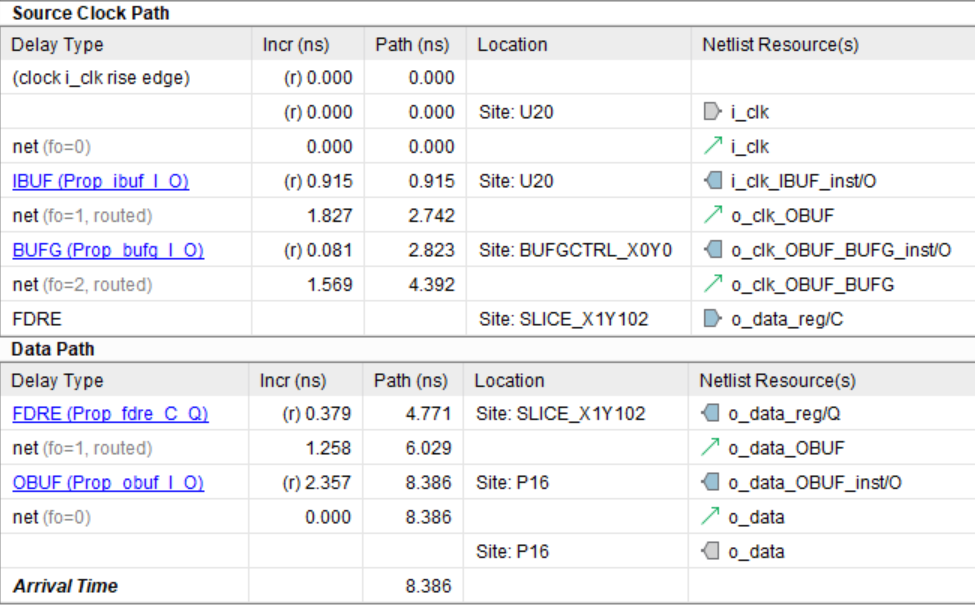 Source Clock Path
Delay Type Incr (ns) Path (ns) Location Netlist Resource(s)
(clock i_clk rise edge) (r) 0.000 0.000
(r) 0.000 0.000 Site: U20 i_clk
net (fo=0) 0.000 0.000 i_clk
IBUF (Prop_ibuf_I_O) (r) 0.915 0.915 Site: U20 i_clk_IBUF_inst/O
net (fo=1, routed) 1.827 2.742 o_clk_OBUF
BUFG (Prop_bufg_I_O) (r) 0.081 2.823 Site: BUFGCTRL_X0Y0 o_clk_OBUF_BUFG_inst/O
net (fo=2, routed) 1.569 4.392 o_clk_OBUF_BUFG
FDRE Site: SLICE_X1Y102 o_data_reg/C
Data Path
Delay Type Incr (ns) Path (ns) Location Netlist Resource(s)
FDRE (Prop_fdre_C_Q) (r) 0.379 4.771 Site: SLICE_X1Y102 o_data_reg/Q
net (fo=1, routed) 1.258 6.029 o_data_OBUF
OBUF (Prop_obuf_I_O) (r) 2.357 8.386 Site: P16 o_data_OBUF_inst/O
net (fo=0) 0.000 8.386 o_data
Site: P16 o_data
Arrival Time 8.386